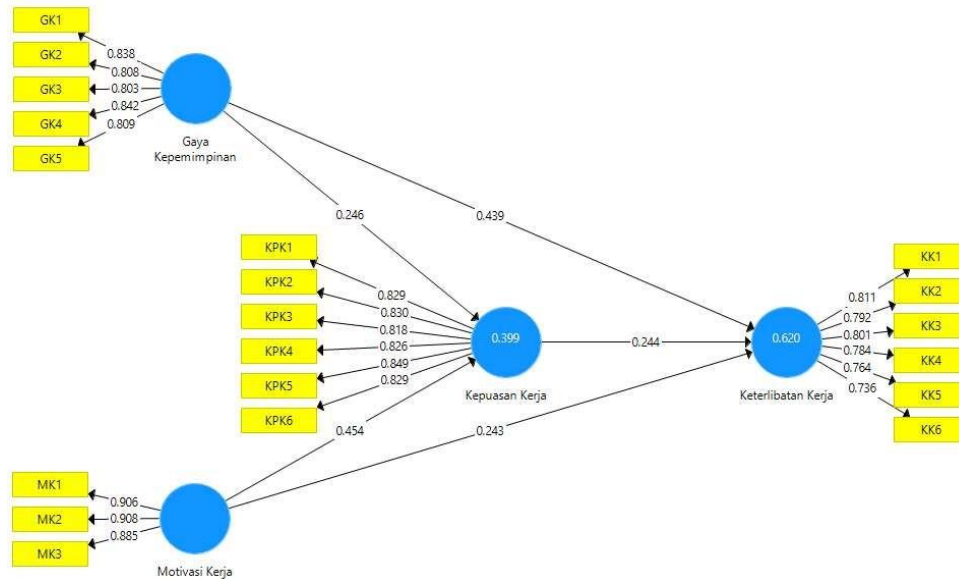 GK1
GK2
GK3
GK4
GK5
0.838
0.808
0.803
0.842
0.809
Gaya
Kepemimpinan
0.246
0.439
KPK1
KPK2
KPK3
KPK4
KPK5
KPK6
0.829
0.830
0.818
0.826
0.849
0.829
0.399
Kepuasan Kerja
0.244
0.620
Keterlibatan Kerja
0.811
0.792
0.801
0.784
0.764
0.736
KK1
KK2
KK3
KK4
KK5
KK6
0.454
0.243
MK1
MK2
MK3
0.906
0.908
0.885
Motivasi Kerja